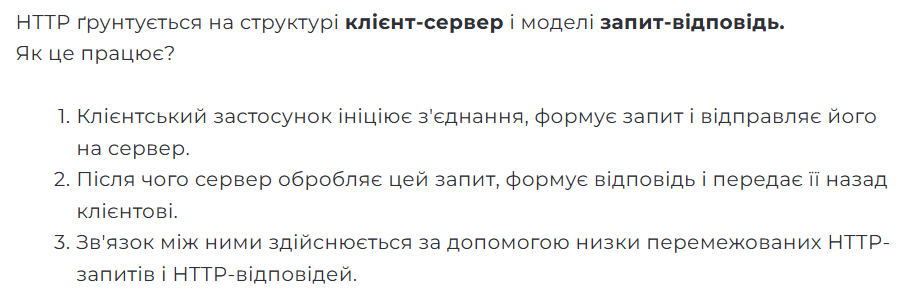 HTTP ґрунтується на структурі клієнт-сервер і моделі запит-відповідь.
Як це працює?
1. Клієнтський застосунок ініціює з'єднання, формує запит і відправляє його
на сервер.
2. Після чого сервер обробляє цей запит, формує відповідь і передає її назад
клієнтові.
3. Зв'язок між ними здійснюється за допомогою низки перемежованих HTTP-
запитів і HTTP-відповідей.